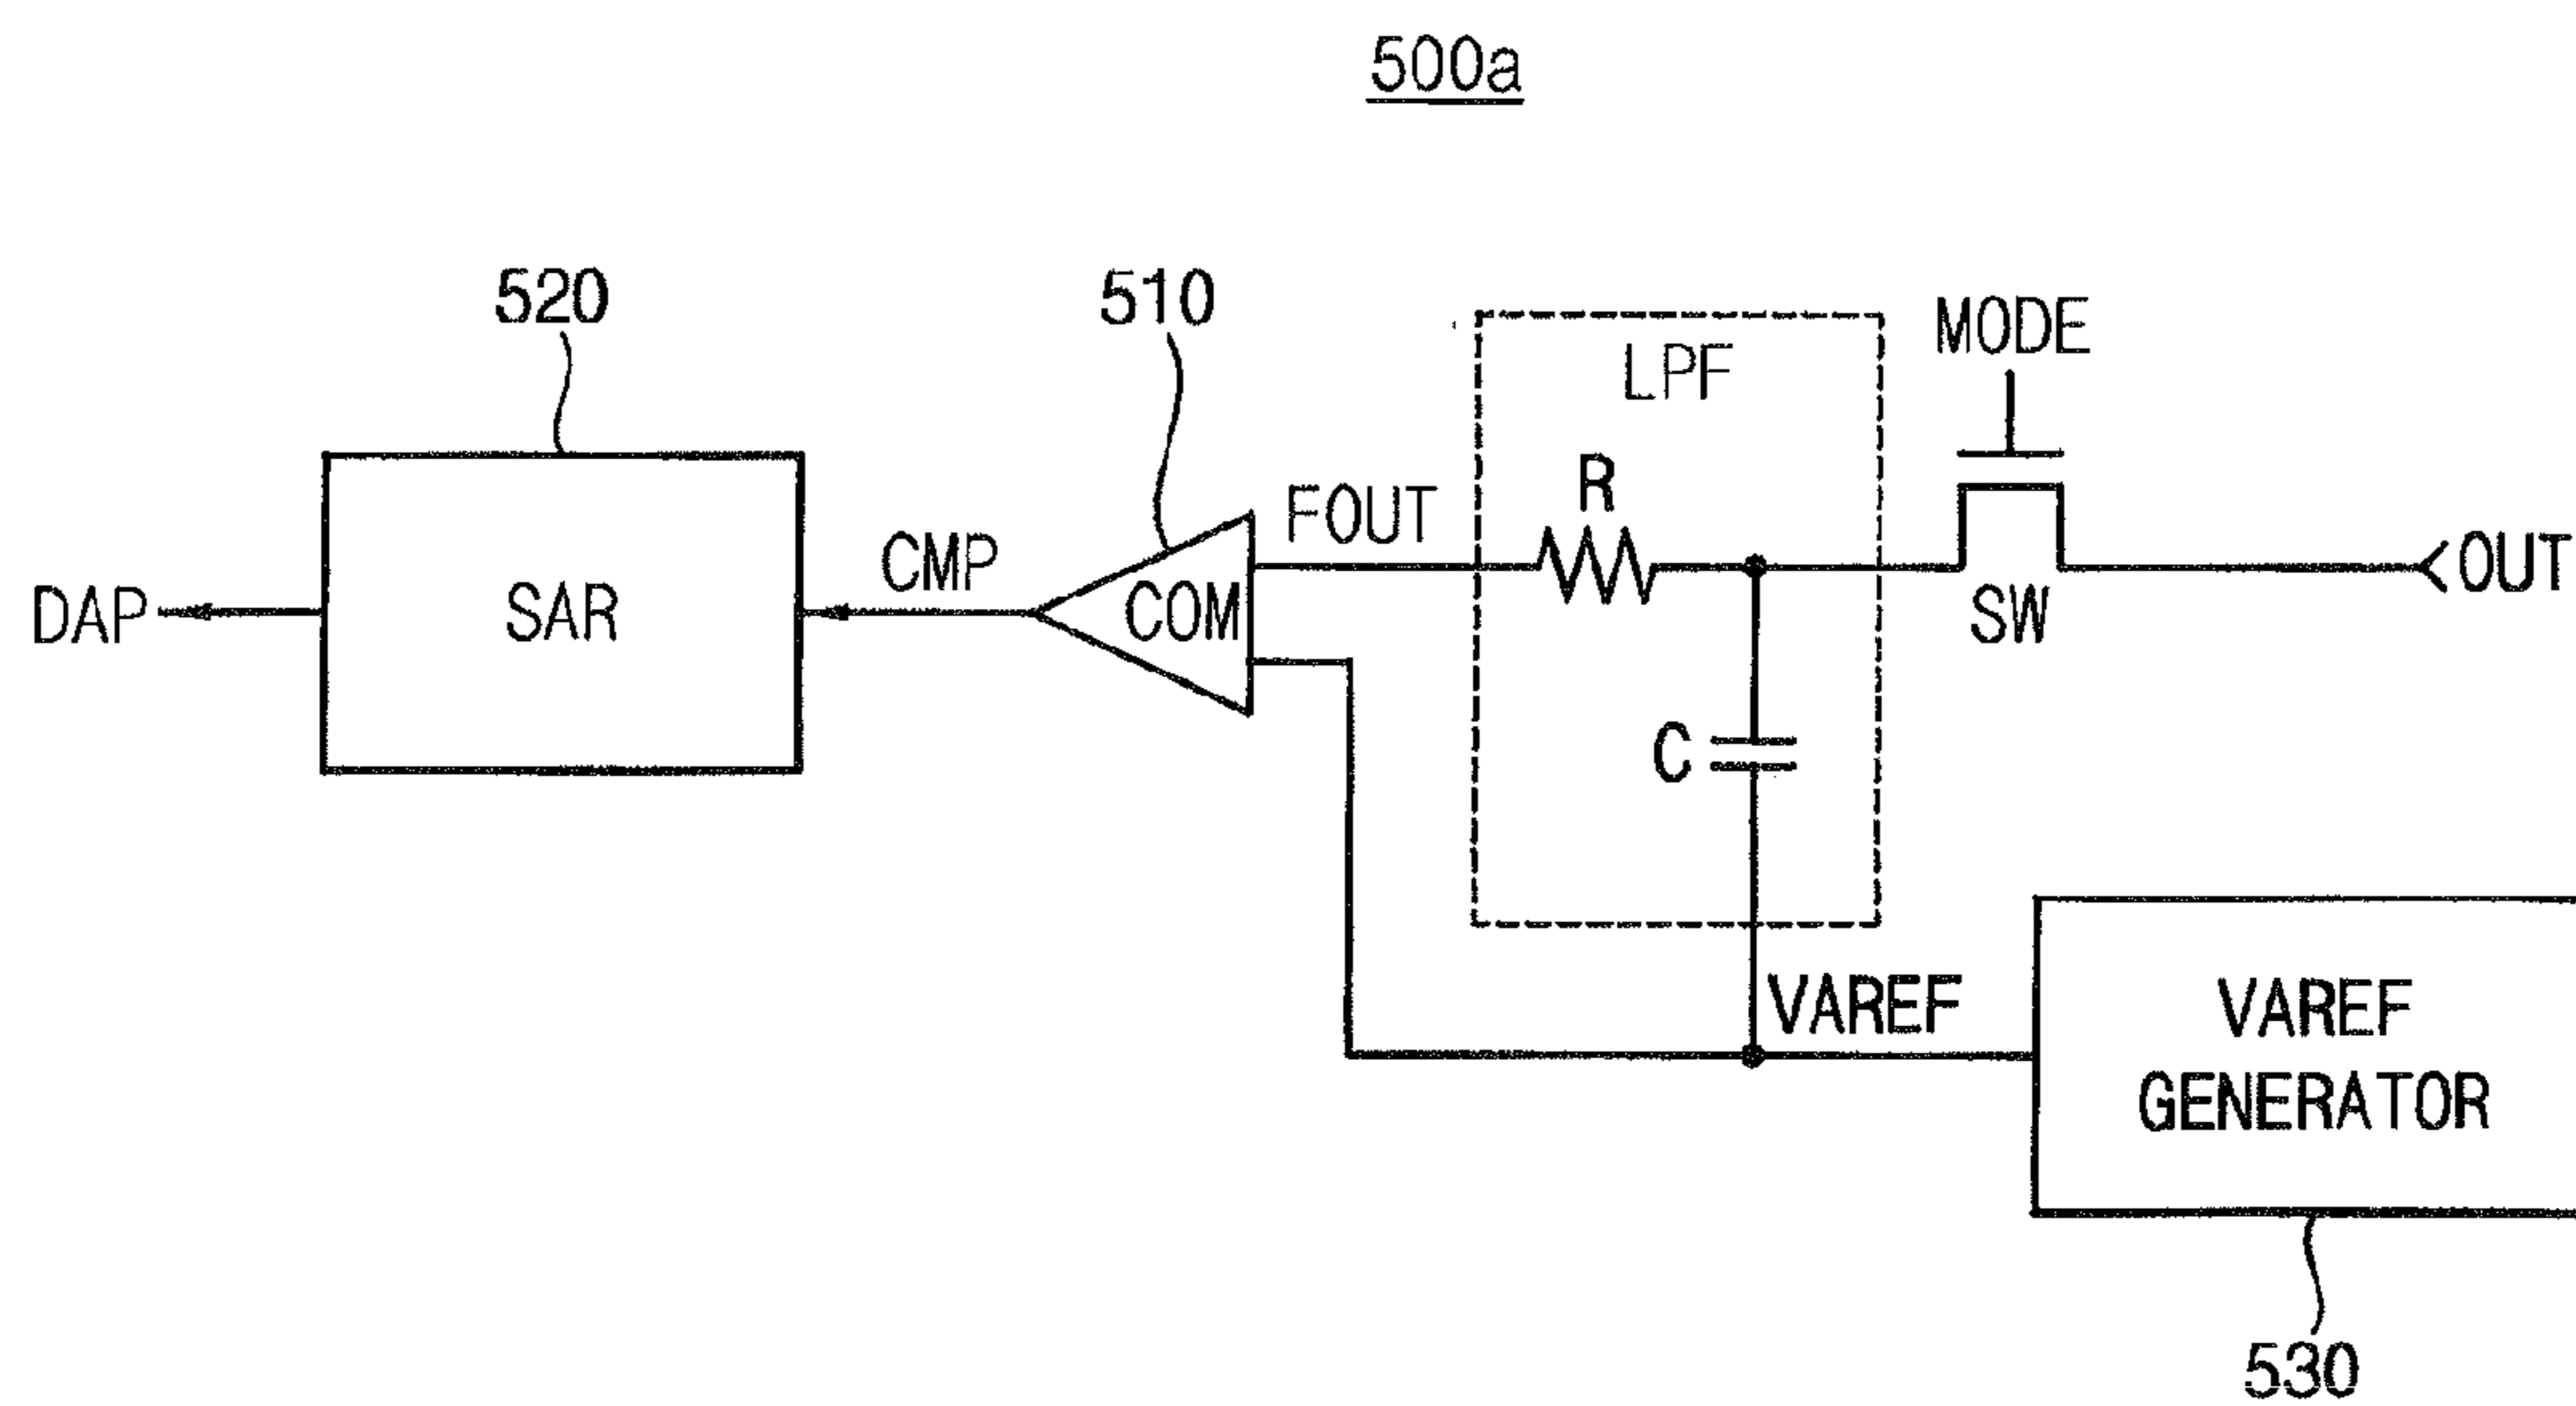 500a
520
510
MODE
LPF
R
FOUT
CMP
COM
SAR
DAP
SW
OUT
C
VAREF
VAREF
GENERATOR
530